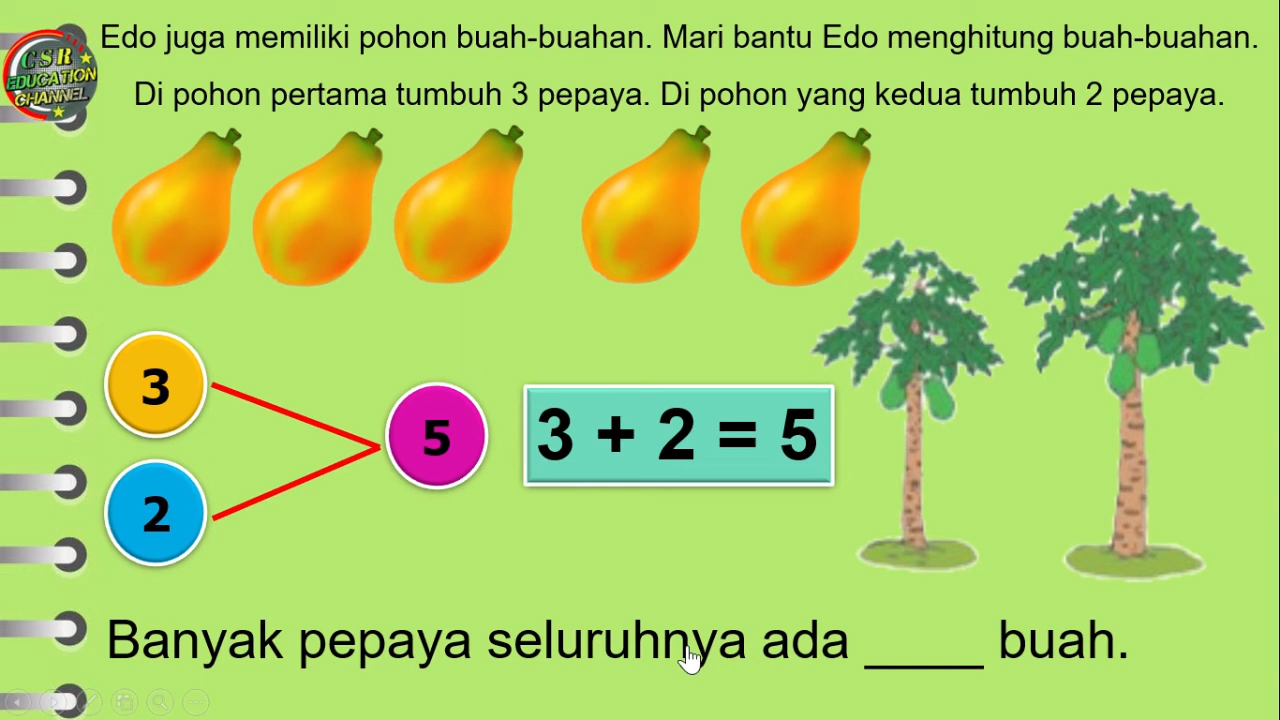 Edo juga memiliki pohon buah-buahan. Mari bantu Edo menghitung buah-buahan.
Di pohon pertama tumbuh 3 pepaya. Di pohon yang kedua tumbuh 2 pepaya.
GSR
EDUCATION
CHANNEL
3
2
5
3 + 2 = 5
Banyak pepaya seluruhnya ada ____ buah.